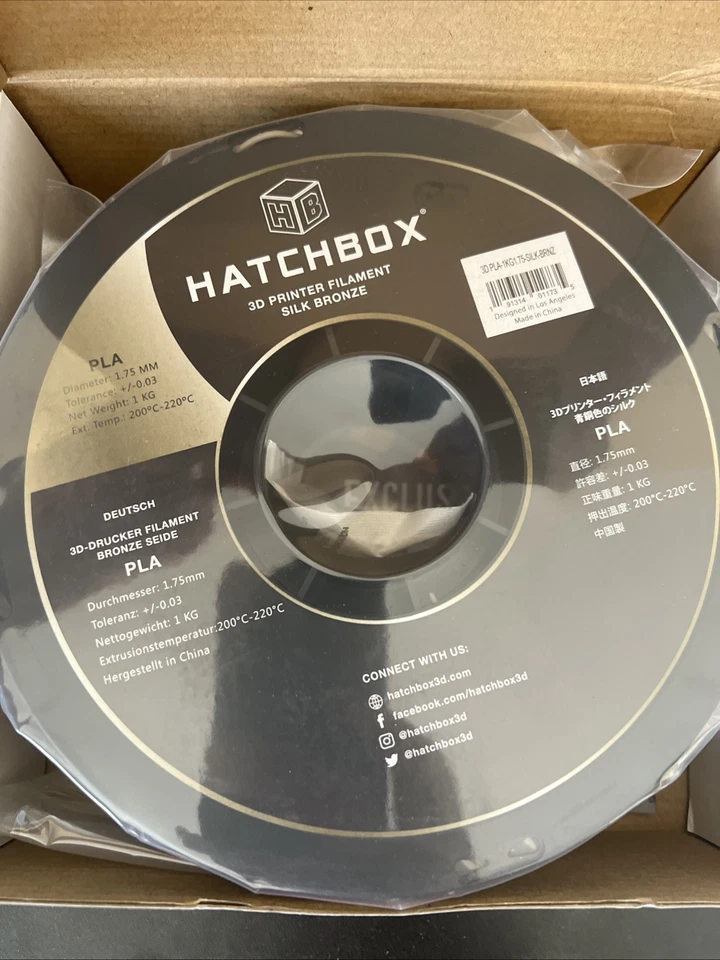 HB
HATCHBOX®
3D PRINTER FILAMENT
SILK BRONZE
3D PLA-1KG1.75-SILK-BRNZ
1 91314 01173 5
Designed in Los Angeles
Made in China
PLA
Diameter: 1.75 MM
Tolerance: +/-0.03
Net Weight: 1 KG
Ext. Temp.: 200°C-220°C
日本語
3Dプリンター・フィラメント
青銅色のシルク
PLA
直径: 1.75mm
許容差: +/-0.03
正味重量: 1 KG
押出温度: 200°C-220°C
中国製
DEUTSCH
3D-DRUCKER FILAMENT
BRONZE SEIDE
PLA
Durchmesser: 1.75mm
Toleranz: +/-0.03
Nettogewicht: 1 KG
Extrusionstemperatur:200°C-220°C
Hergestellt in China
CONNECT WITH US:
hatchbox3d.com
facebook.com/hatchbox3d
@hatchbox3d
@hatchbox3d